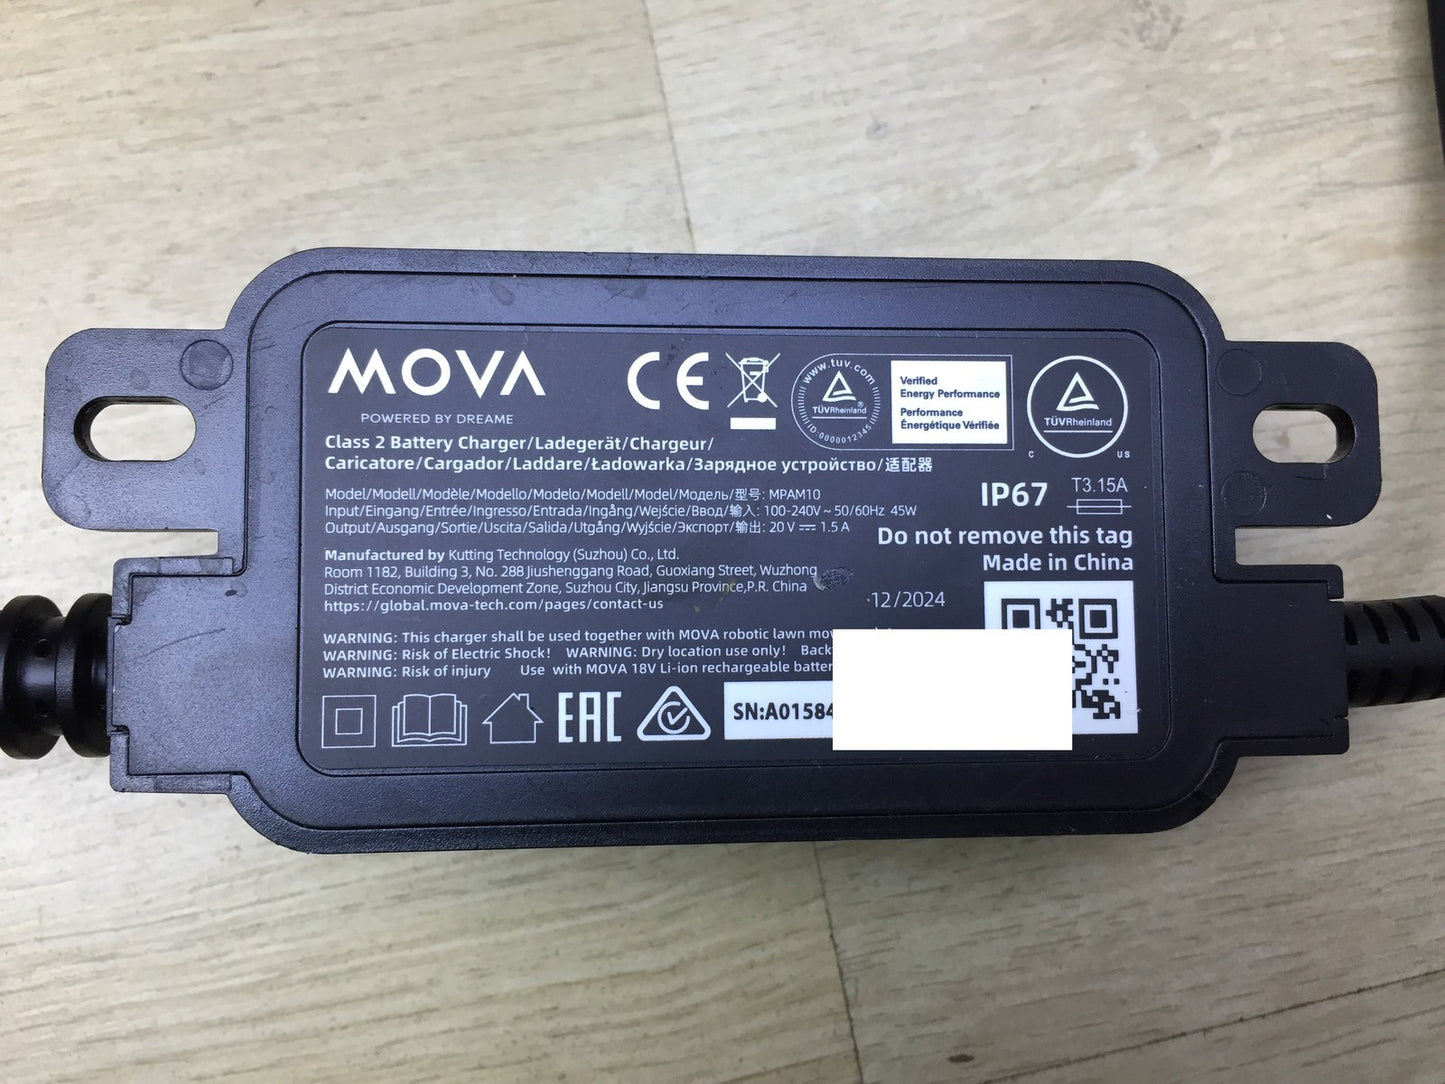 MOVA
POWERED BY DREAME
Class 2 Battery Charger/Ladegerät/Chargeur/
Caricatore/Cargador/Laddare/Ładowarka/Зарядное устройство/适配器
Model/Modell/Modèle/Modello/Modelo/Modell/Model/Модель/型号: MPAM10
Input/Eingang/Entrée/Ingresso/Entrada/Ingång/Wejście/Ввод/输入: 100-240V ~ 50/60Hz 45W
Output/Ausgang/Sortie/Uscita/Salida/Utgång/Wyjście/Экспорт/输出: 20 V ⎓ 1.5 A
Manufactured by Kutting Technology (Suzhou) Co., Ltd.
Room 1182, Building 3, No. 288 Jiushenggang Road, Guoxiang Street, Wuzhong
District Economic Development Zone, Suzhou City, Jiangsu Province,P.R. China
https://global.mova-tech.com/pages/contact-us
WARNING: This charger shall be used together with MOVA robotic lawn
WARNING: Risk of Electric Shock! WARNING: Dry location use only!
WARNING: Risk of injury Use with MOVA 18V Li-ion rechargeable
EAC
SN:A01584
CE
www.tuv.com
TÜVRheinland®
ID:0000012345
Verified
Energy Performance
Performance
Énergétique Vérifiée
TÜVRheinland
C US
IP67
T3.15A
Do not remove this tag
Made in China
12/2024